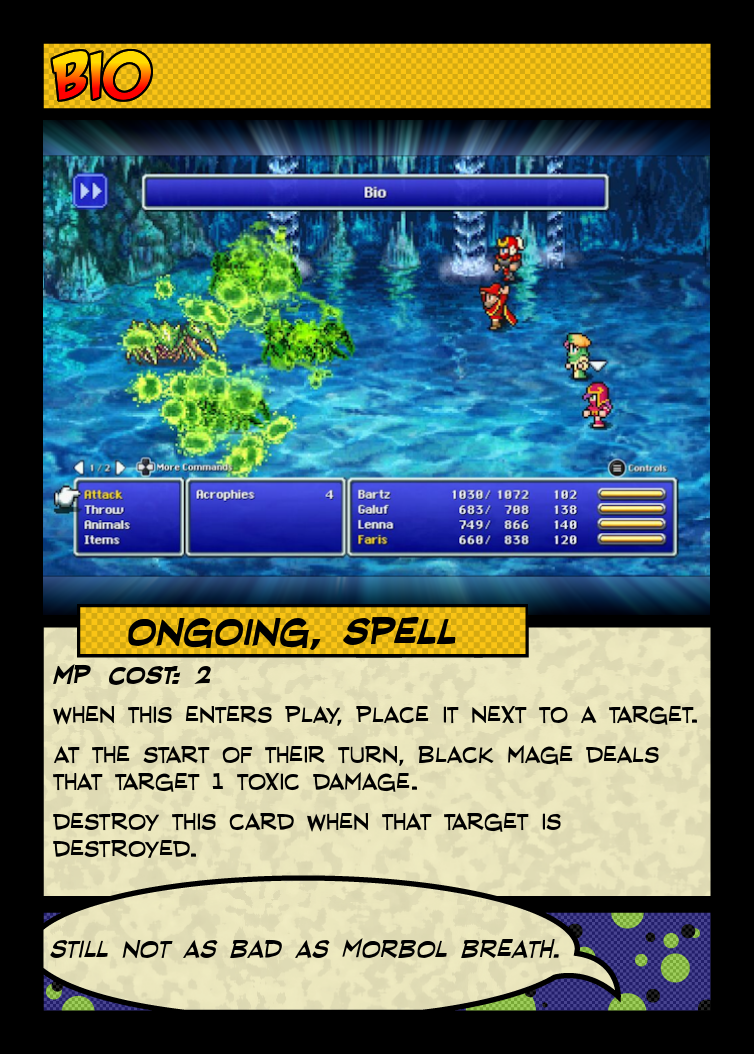 BIO
Bio
1/2 More Commands
Controls
Attack
Throw
Animals
Items
Acrophies 4
Bartz 1030/ 1072 102
Galuf 683/ 708 138
Lenna 749/ 866 140
Faris 660/ 838 120
ONGOING, SPELL
MP COST: 2
WHEN THIS ENTERS PLAY, PLACE IT NEXT TO A TARGET.
AT THE START OF THEIR TURN, BLACK MAGE DEALS
THAT TARGET 1 TOXIC DAMAGE.
DESTROY THIS CARD WHEN THAT TARGET IS
DESTROYED.
STILL NOT AS BAD AS MORBOL BREATH.